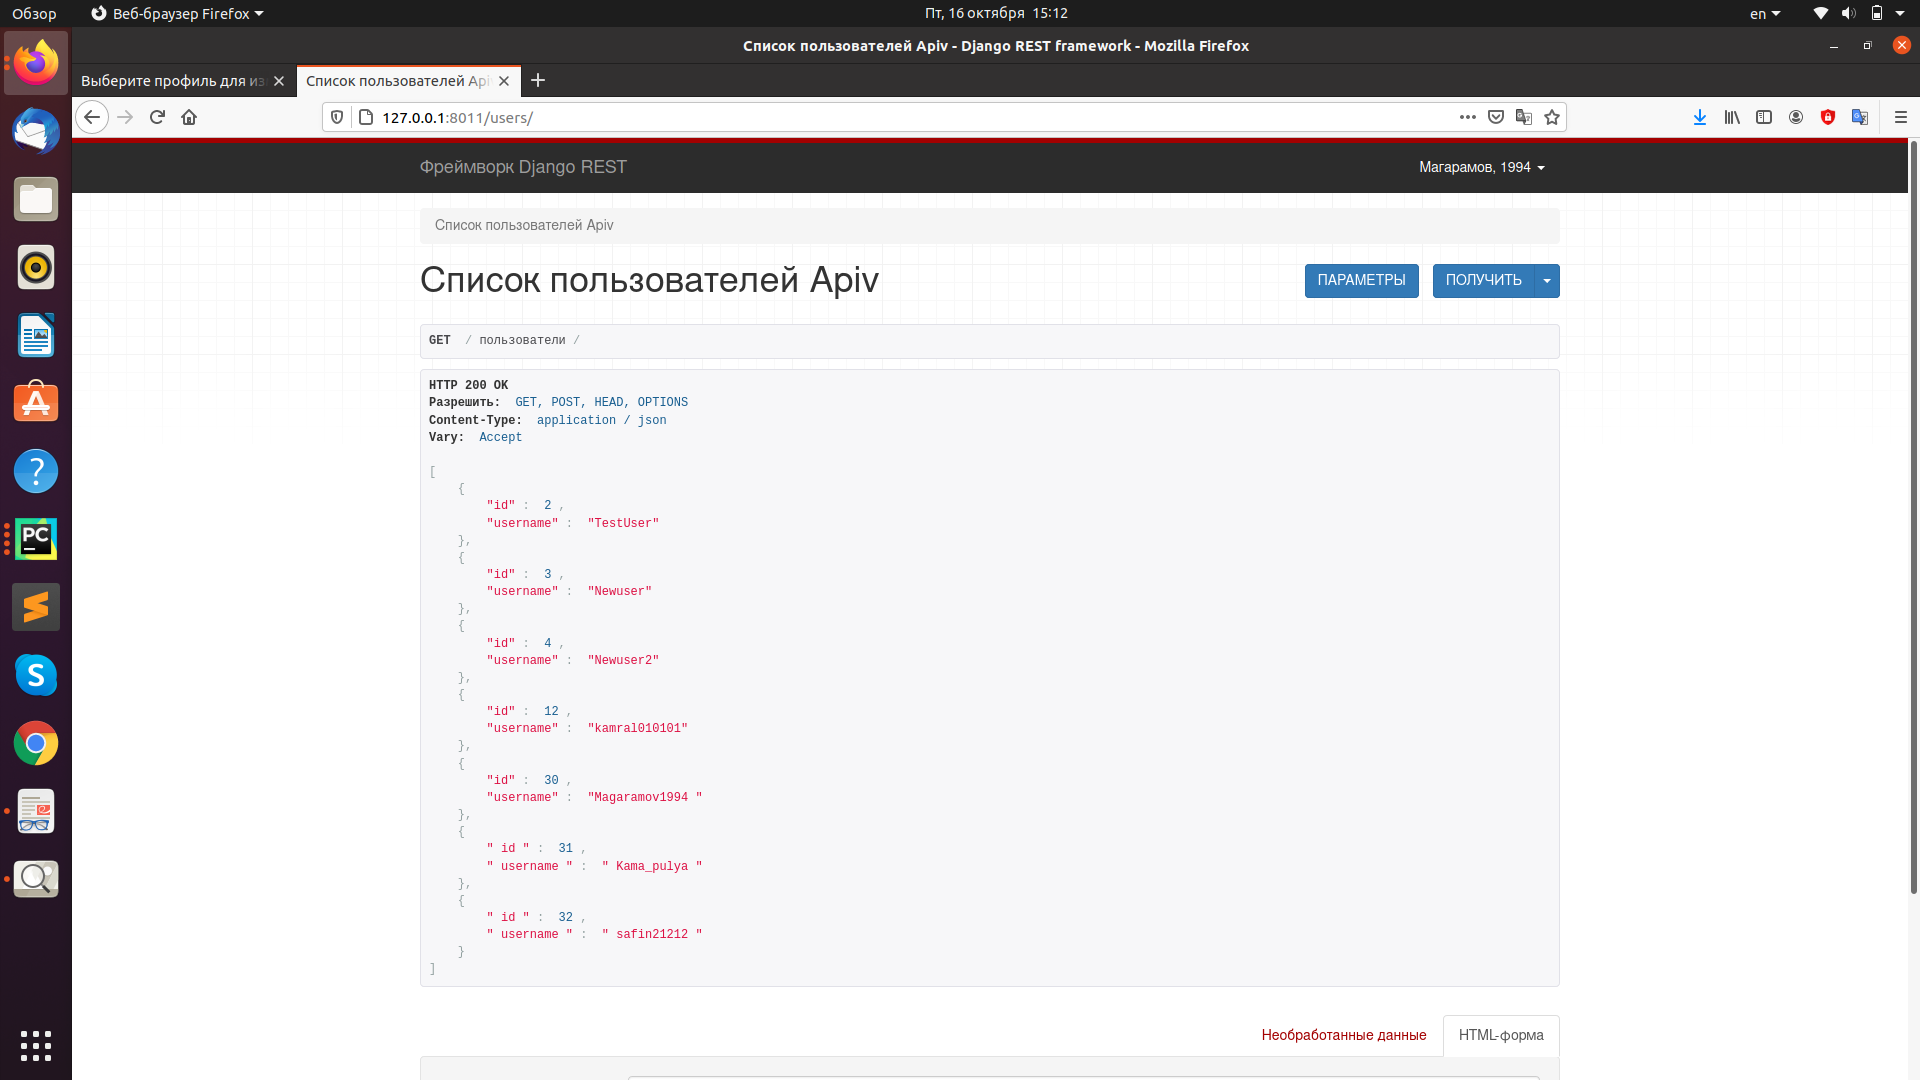 Обзор
Веб-браузер Firefox
Пт, 16 октября 15:12
en
Список пользователей Apiv - Django REST framework - Mozilla Firefox
Выберите профиль для из
Список пользователей Api
127.0.0.1:8011/users/
Фреймворк Django REST
Магарамов, 1994
Список пользователей Apiv
Список пользователей Apiv
ПАРАМЕТРЫ
ПОЛУЧИТЬ
GET / пользователи /
HTTP 200 OK
Разрешить: GET, POST, HEAD, OPTIONS
Content-Type: application / json
Vary: Accept
[
{
"id" : 2 ,
"username" : "TestUser"
},
{
"id" : 3 ,
"username" : "Newuser"
},
{
"id" : 4 ,
"username" : "Newuser2"
},
{
"id" : 12 ,
"username" : "kamral010101"
},
{
"id" : 30 ,
"username" : "Magaramov1994 "
},
{
" id " : 31 ,
" username " : " Kama_pulya "
},
{
" id " : 32 ,
" username " : " safin21212 "
}
]
Необработанные данные
HTML-форма